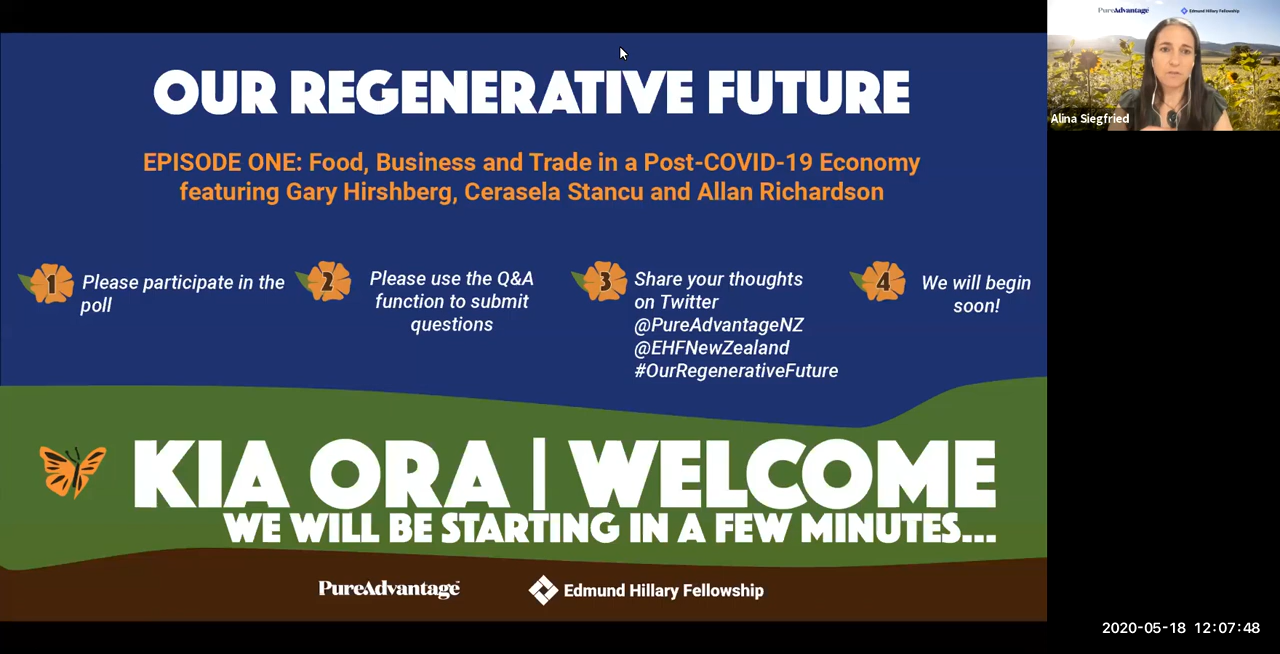 OUR REGENERATIVE FUTURE
EPISODE ONE: Food, Business and Trade in a Post-COVID-19 Economy
featuring Gary Hirshberg, Cerasela Stancu and Allan Richardson
1
Please participate in the
poll
2
Please use the Q&A
function to submit
questions
3
Share your thoughts
on Twitter
@PureAdvantageNZ
@EHFNewZealand
#OurRegenerativeFuture
4
We will begin
soon!
KIA ORA | WELCOME
WE WILL BE STARTING IN A FEW MINUTES...
PureAdvantage
Edmund Hillary Fellowship
PureAdvantage
Edmund Hillary Fellowship
Alina Siegfried
2020-05-18 12:07:48